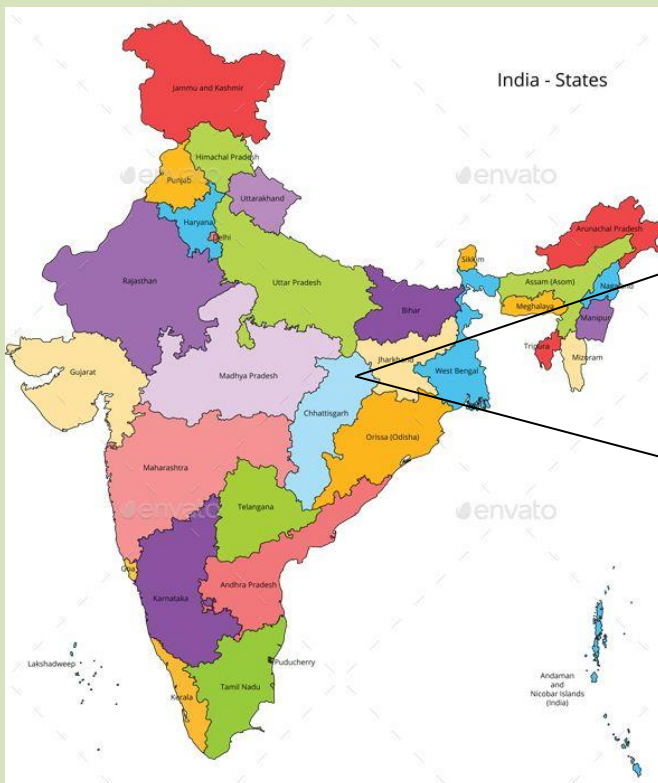 India - States
Jammu and Kashmir
Himachal Pradesh
Punjab
Uttarakhand
Haryana
Delhi
Arunachal Pradesh
Sikkim
Rajasthan
Uttar Pradesh
Assam (Asom)
Nagaland
Bihar
Meghalaya
Manipur
Tripura
Mizoram
Jharkhand
Gujarat
Madhya Pradesh
West Bengal
Chhattisgarh
Orissa (Odisha)
Maharashtra
Telangana
Goa
Andhra Pradesh
Karnataka
Lakshadweep
Puducherry
Kerala
Tamil Nadu
Andaman
and
Nicobar Islands
(India)
envato
envato
envato
envato